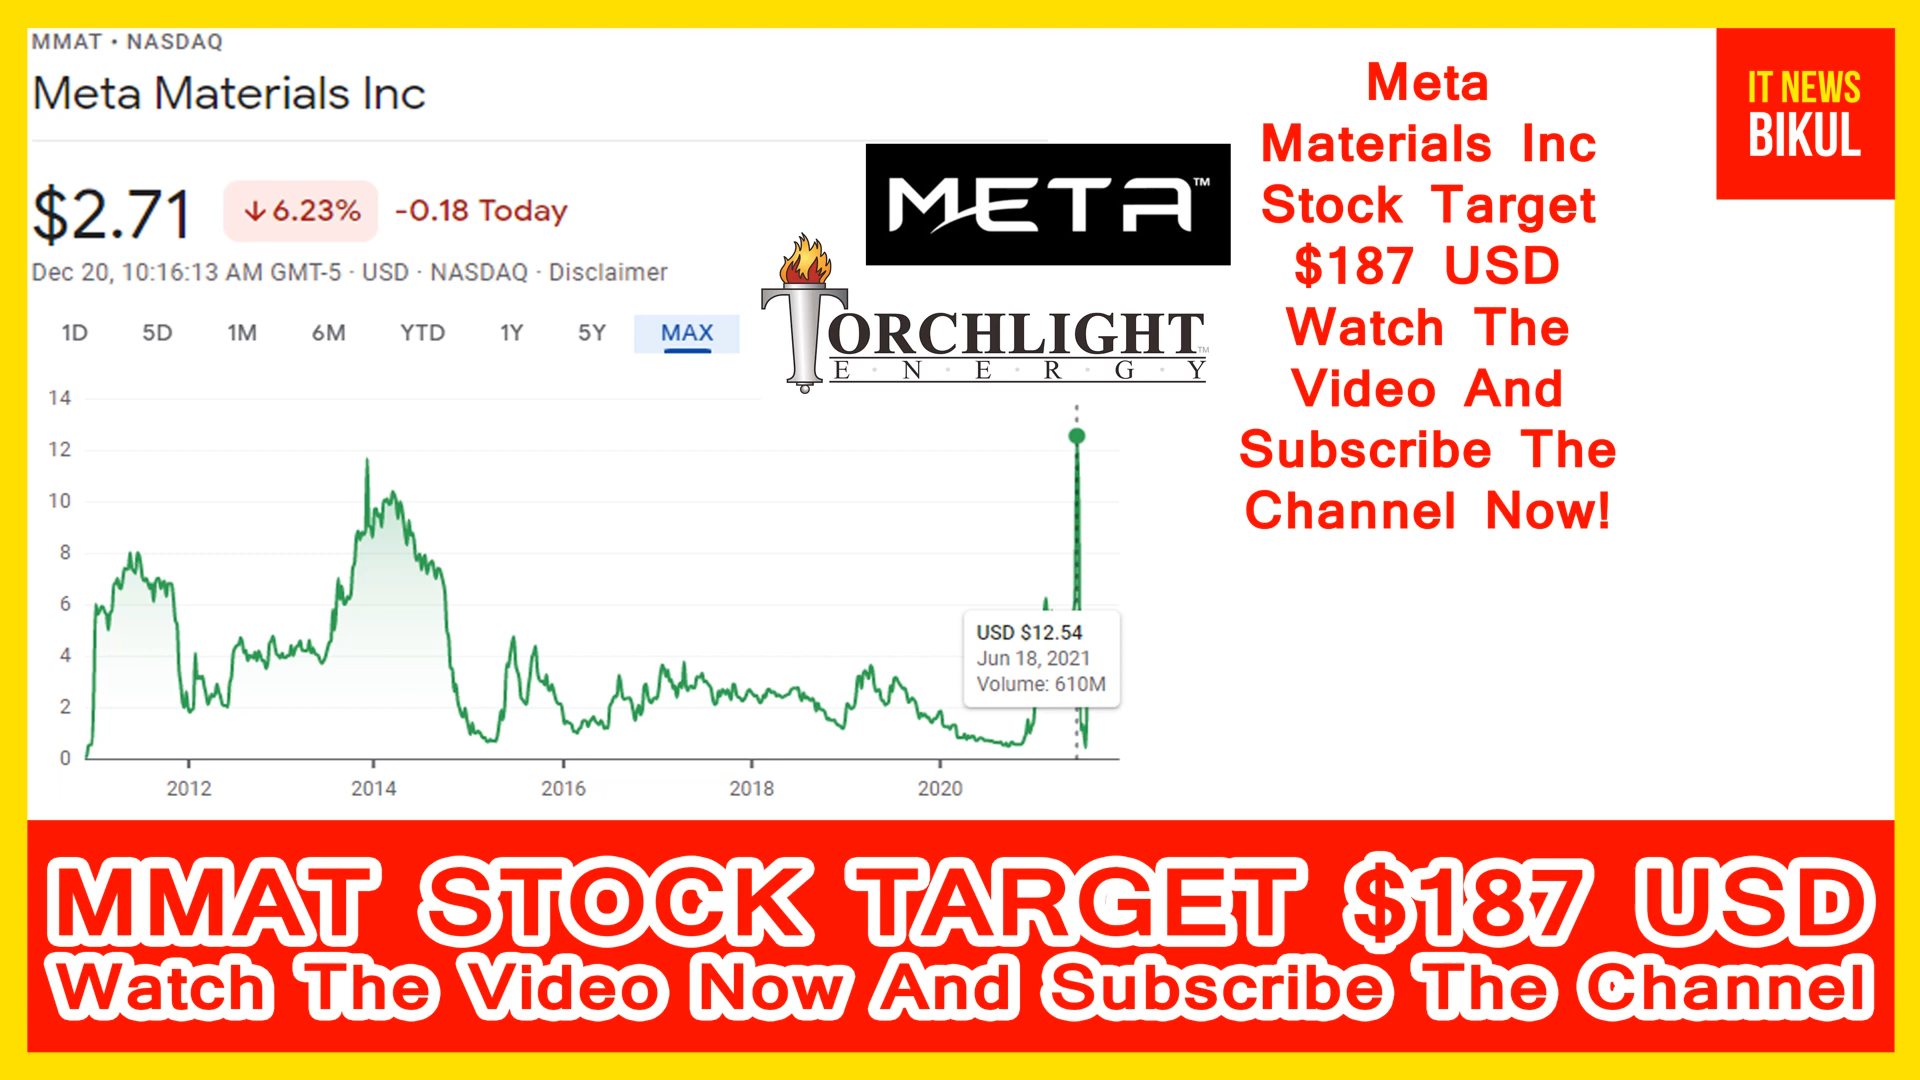 MMAT • NASDAQ
Meta Materials Inc
$2.71 ↓6.23% -0.18 Today
Dec 20, 10:16:13 AM GMT-5 · USD · NASDAQ · Disclaimer
1D 5D 1M 6M YTD 1Y 5Y MAX
META™
TORCHLIGHT™
E·N·E·R·G·Y
14
12
10
8
6
4
2
0
2012 2014 2016 2018 2020
USD $12.54
Jun 18, 2021
Volume: 610M
Meta
Materials Inc
Stock Target
$187 USD
Watch The
Video And
Subscribe The
Channel Now!
IT NEWS
BIKUL
MMAT STOCK TARGET $187 USD
Watch The Video Now And Subscribe The Channel